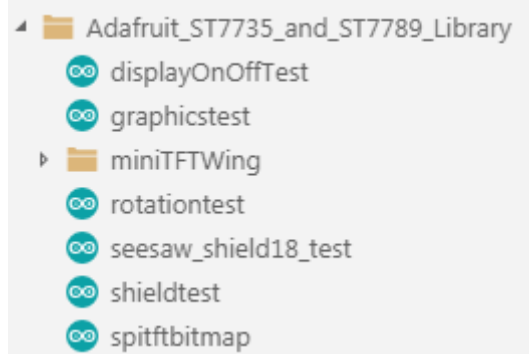 Adafruit_ST7735_and_ST7789_Library
displayOnOffTest
graphicstest
miniTFTWing
rotationtest
seesaw_shield18_test
shieldtest
spitftbitmap